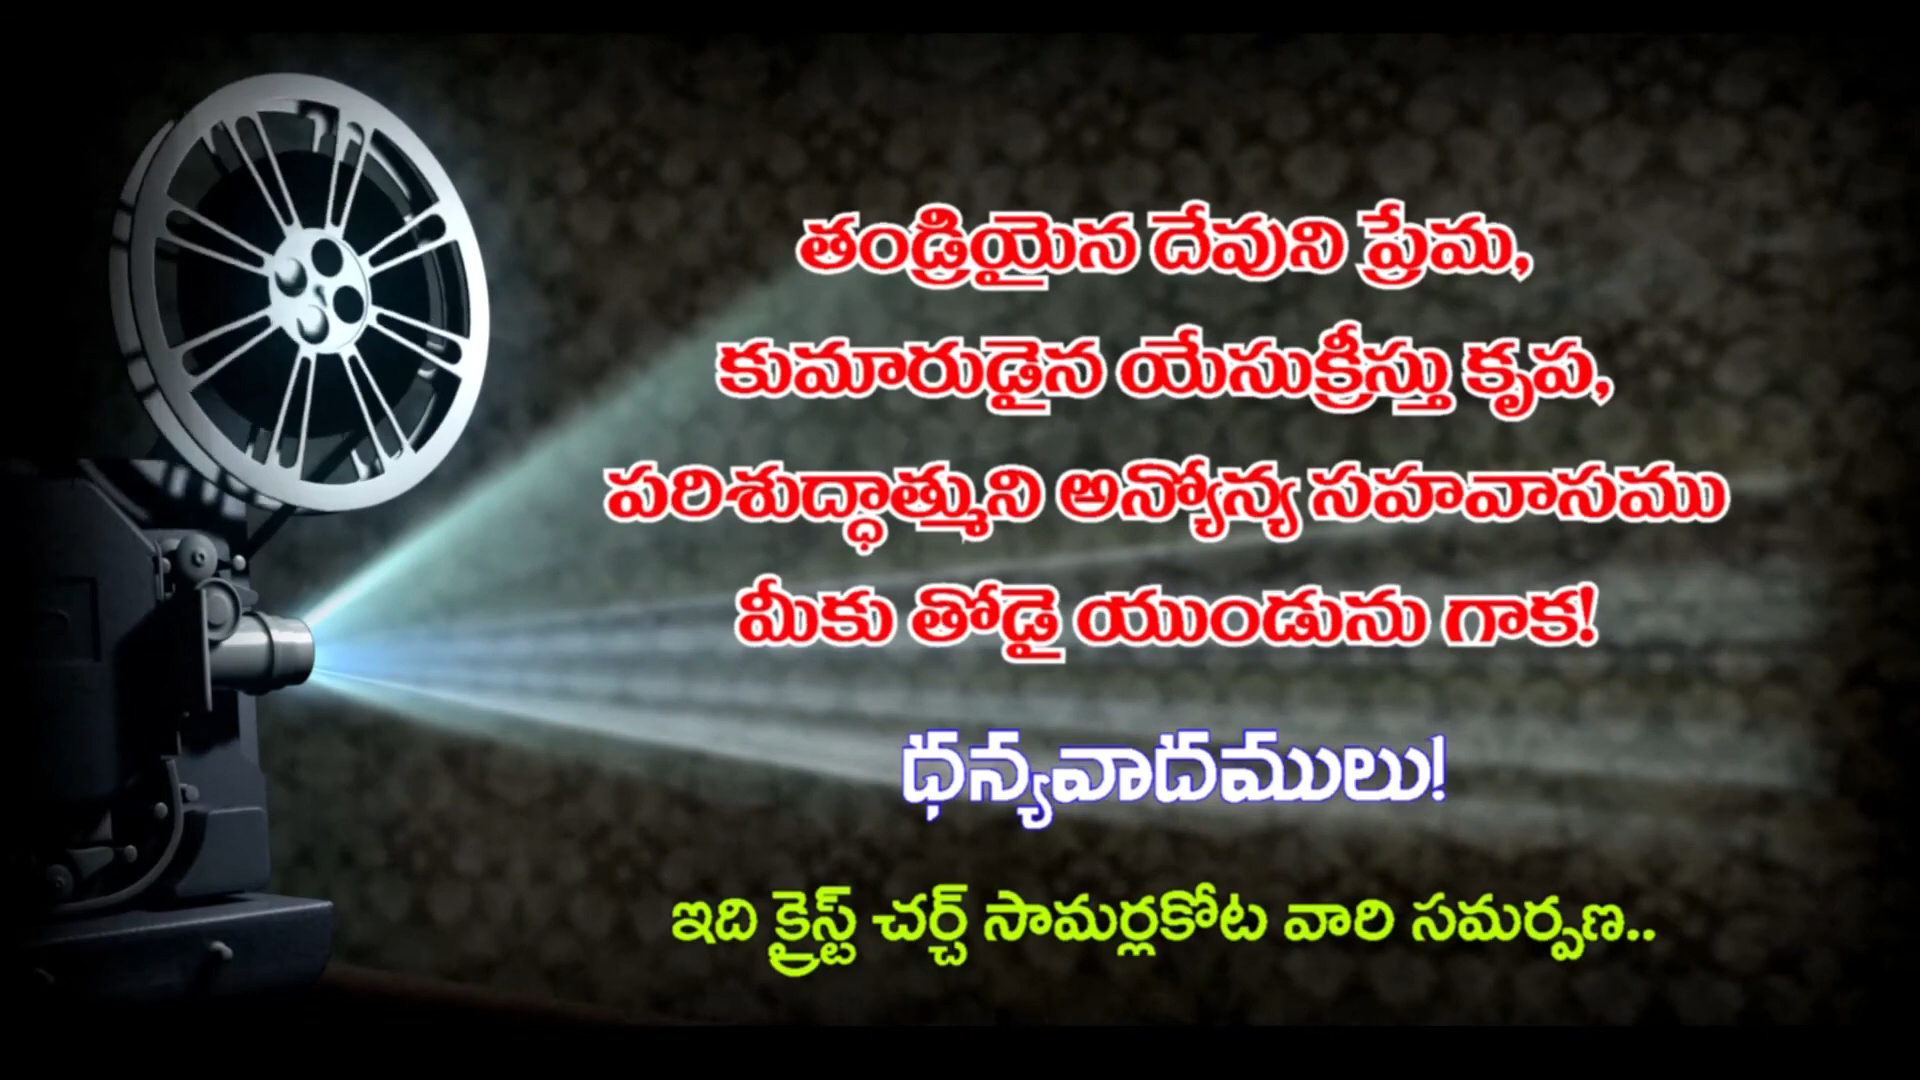 తండ్రియైన దేవుని ప్రేమ,
కుమారుడైన యేసుక్రీస్తు కృప,
పరిశుద్ధాత్ముని అన్యోన్య సహవాసము
మీకు తోడై యుండును గాక!
ధన్యవాదములు!
ఇది క్రైస్ట్ చర్చ్ సామర్లకోట వారి సమర్పణ..